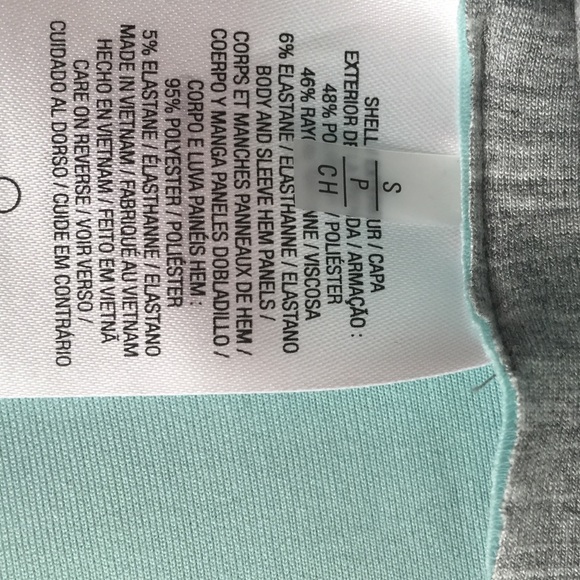 S
P
CH
SHELL UR / CAPA
EXTERIOR DE DA / ARMAÇÃO :
48% PO / POLIÉSTER
46% RAY NNE / VISCOSA
6% ELASTANE / ELASTHANNE / ELASTANO
BODY AND SLEEVE HEM PANELS /
CORPS ET MANCHES PANNEAUX DE HEM /
CUERPO Y MANGA PANELES DOBLADILLO /
CORPO E LUVA PAINÉIS HEM :
95% POLYESTER / POLIÉSTER
5% ELASTANE / ÉLASTHANNE / ELASTANO
MADE IN VIETNAM / FABRIQUÉ AU VIETNAM
HECHO EN VIETNAM / FEITO EM VIETNÃ
CARE ON REVERSE / VOIR VERSO /
CUIDADO AL DORSO / CUIDE EM CONTRÁRIO